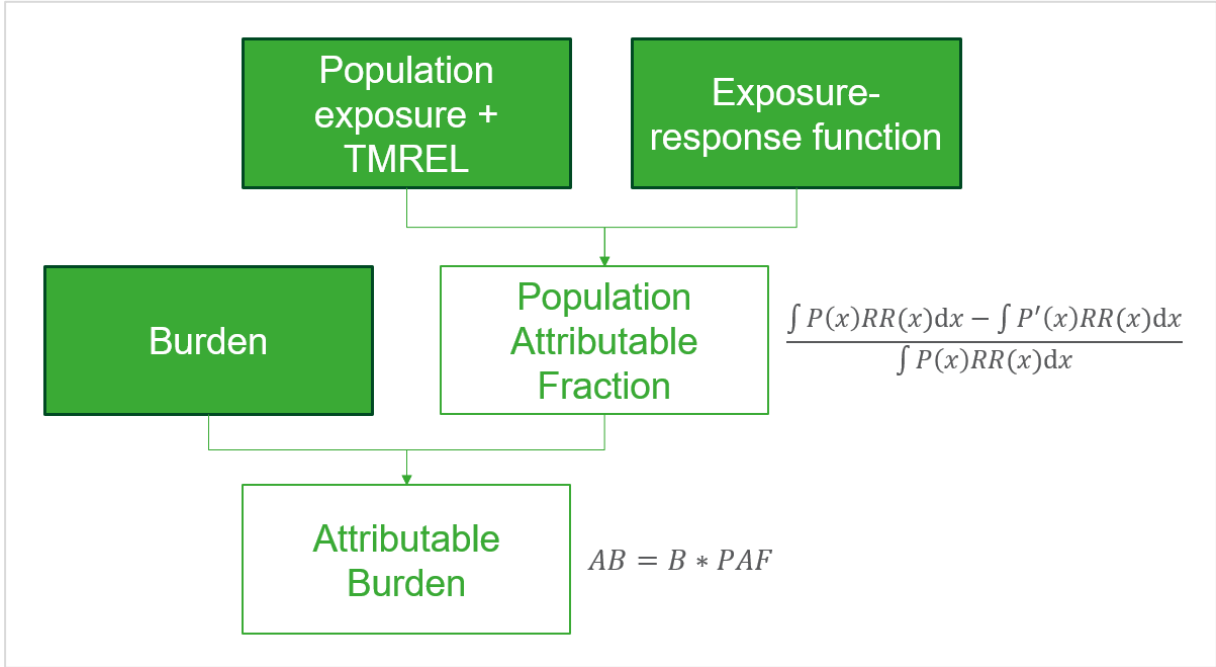 Population
exposure +
TMREL
Exposure-
response function
Burden
Population
Attributable
Fraction
∫ P(x)RR(x)dx − ∫ P′(x)RR(x)dx
∫ P(x)RR(x)dx
Attributable
Burden
AB = B * PAF